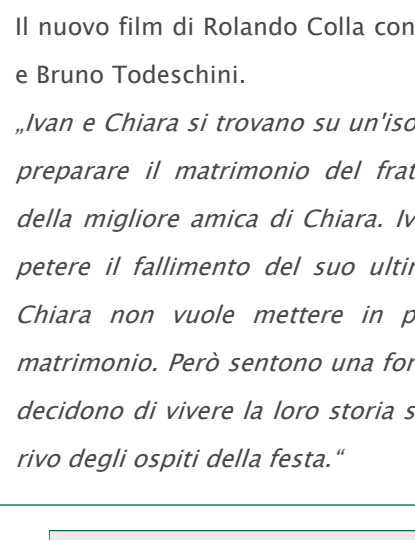 Il nuovo film di Rolando Colla con
e Bruno Todeschini.
„Ivan e Chiara si trovano su un'iso
preparare il matrimonio del frat
della migliore amica di Chiara. Iv
petere il fallimento del suo ultir
Chiara non vuole mettere in p
matrimonio. Però sentono una for
decidono di vivere la loro storia s
rivo degli ospiti della festa.“